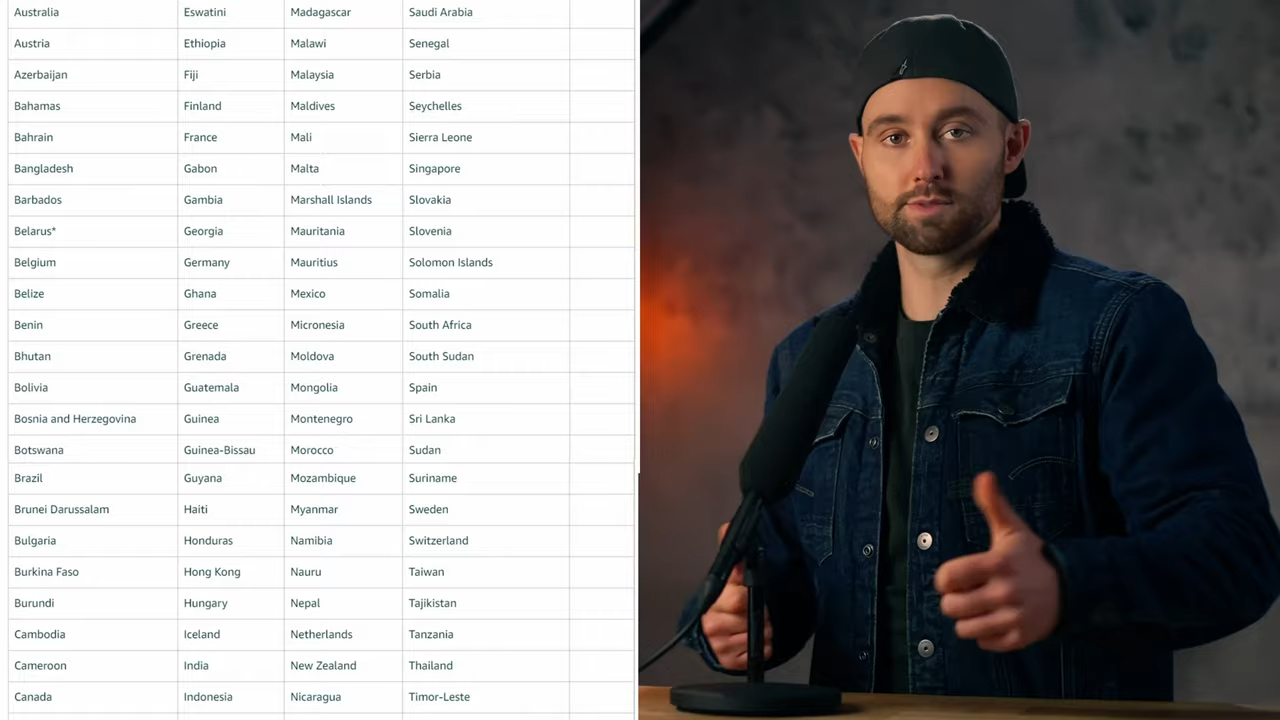 Australia Eswatini Madagascar Saudi Arabia
Austria Ethiopia Malawi Senegal
Azerbaijan Fiji Malaysia Serbia
Bahamas Finland Maldives Seychelles
Bahrain France Mali Sierra Leone
Bangladesh Gabon Malta Singapore
Barbados Gambia Marshall Islands Slovakia
Belarus* Georgia Mauritania Slovenia
Belgium Germany Mauritius Solomon Islands
Belize Ghana Mexico Somalia
Benin Greece Micronesia South Africa
Bhutan Grenada Moldova South Sudan
Bolivia Guatemala Mongolia Spain
Bosnia and Herzegovina Guinea Montenegro Sri Lanka
Botswana Guinea-Bissau Morocco Sudan
Brazil Guyana Mozambique Suriname
Brunei Darussalam Haiti Myanmar Sweden
Bulgaria Honduras Namibia Switzerland
Burkina Faso Hong Kong Nauru Taiwan
Burundi Hungary Nepal Tajikistan
Cambodia Iceland Netherlands Tanzania
Cameroon India New Zealand Thailand
Canada Indonesia Nicaragua Timor-Leste